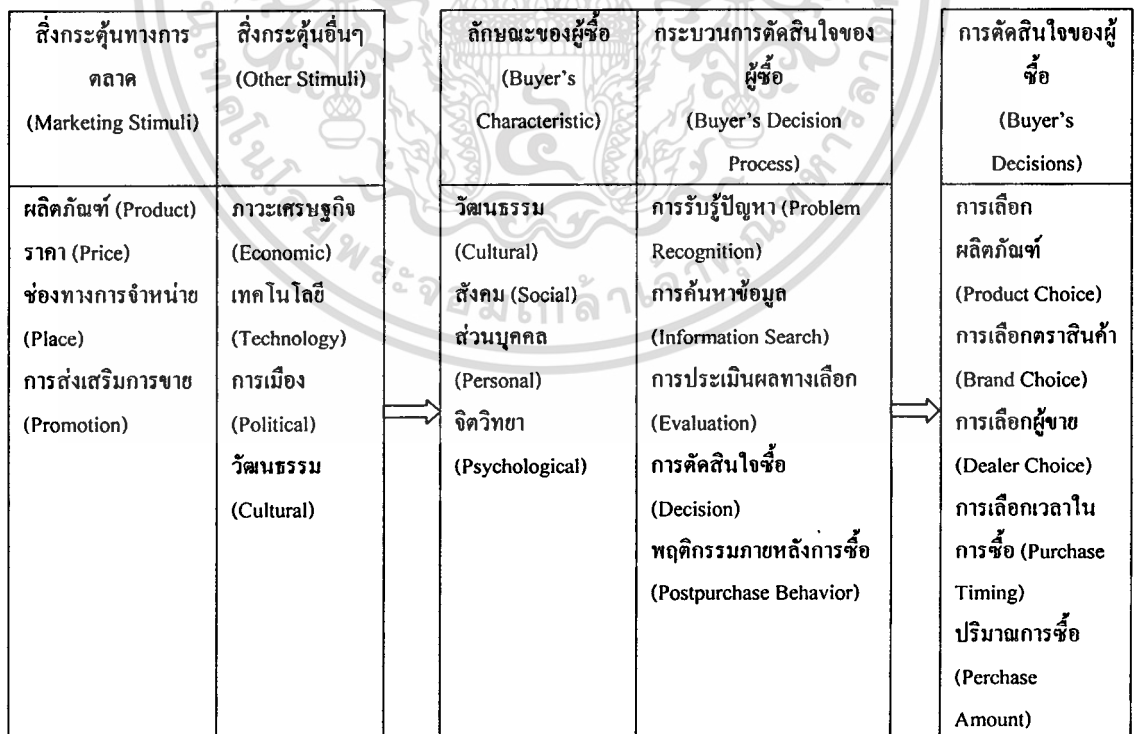 สิ่งกระตุ้นทางการ
ตลาด
(Marketing Stimuli)
ผลิตภัณฑ์ (Product)
ราคา (Price)
ช่องทางการจำหน่าย
(Place)
การส่งเสริมการขาย
(Promotion)
สิ่งกระตุ้นอื่นๆ
(Other Stimuli)
ภาวะเศรษฐกิจ
(Economic)
เทคโนโลยี
(Technology)
การเมือง
(Political)
วัฒนธรรม
(Cultural)
ลักษณะของผู้ซื้อ
(Buyer's
Characteristic)
วัฒนธรรม
(Cultural)
สังคม (Social)
ส่วนบุคคล
(Personal)
จิตวิทยา
(Psychological)
กระบวนการตัดสินใจของ
ผู้ซื้อ
(Buyer's Decision
Process)
การรับรู้ปัญหา (Problem
Recognition)
การค้นหาข้อมูล
(Information Search)
การประเมินผลทางเลือก
(Evaluation)
การตัดสินใจซื้อ
(Decision)
พฤติกรรมภายหลังการซื้อ
(Postpurchase Behavior)
การตัดสินใจของผู้
ซื้อ
(Buyer's
Decisions)
การเลือก
ผลิตภัณฑ์
(Product Choice)
การเลือกตราสินค้า
(Brand Choice)
การเลือกผู้ขาย
(Dealer Choice)
การเลือกเวลาใน
การซื้อ (Purchase
Timing)
ปริมาณการซื้อ
(Perchase
Amount)